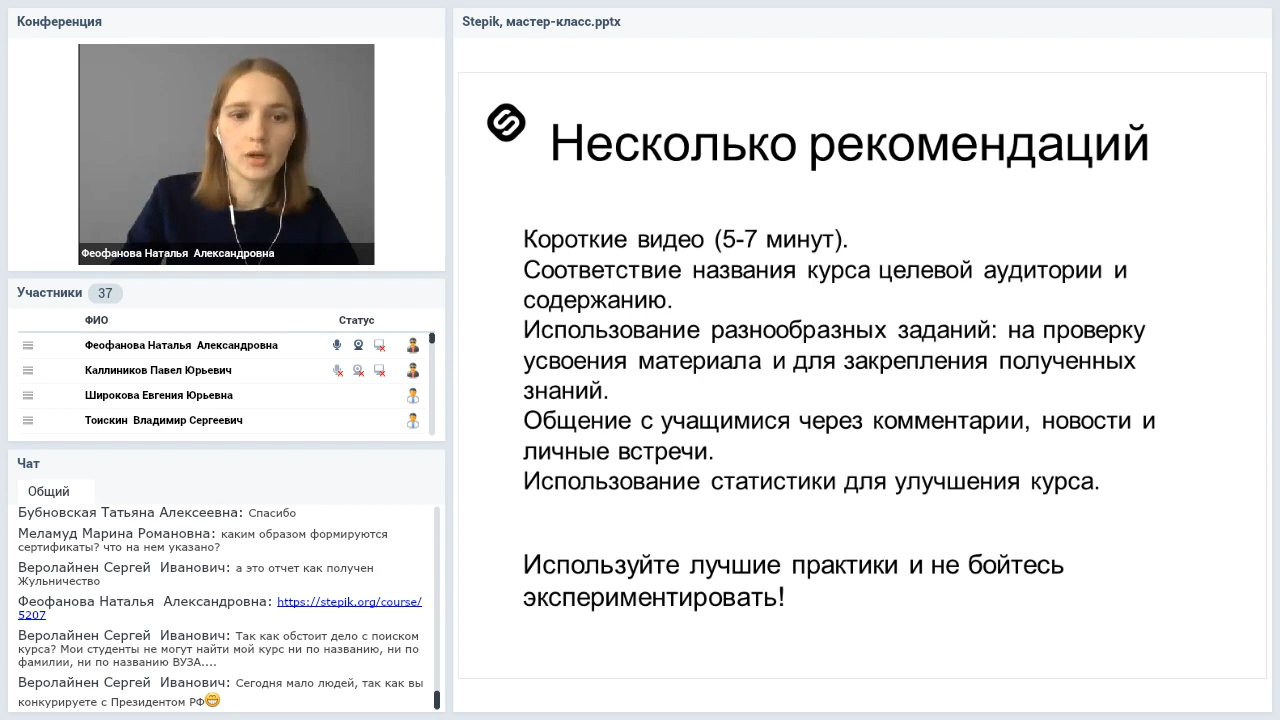 Конференция
Феофанова Наталья Александровна
Участники 37
ФИО Статус
Феофанова Наталья Александровна
Каллиников Павел Юрьевич
Широкова Евгения Юрьевна
Тоискин Владимир Сергеевич
Чат
Общий
Бубновская Татьяна Алексеевна: Спасибо
Меламуд Марина Романовна: каким образом формируются
сертификаты? что на нем указано?
Веролайнен Сергей Иванович: а это отчет как получен
Жульничество
Феофанова Наталья Александровна: https://stepik.org/course/
5207
Веролайнен Сергей Иванович: Так как обстоит дело с поиском
курса? Мои студенты не могут найти мой курс ни по названию, ни по
фамилии, ни по названию ВУЗА....
Веролайнен Сергей Иванович: Сегодня мало людей, так как вы
конкурируете с Президентом РФ
Stepik, мастер-класс.pptx
Несколько рекомендаций
Короткие видео (5-7 минут).
Соответствие названия курса целевой аудитории и
содержанию.
Использование разнообразных заданий: на проверку
усвоения материала и для закрепления полученных
знаний.
Общение с учащимися через комментарии, новости и
личные встречи.
Использование статистики для улучшения курса.
Используйте лучшие практики и не бойтесь
экспериментировать!